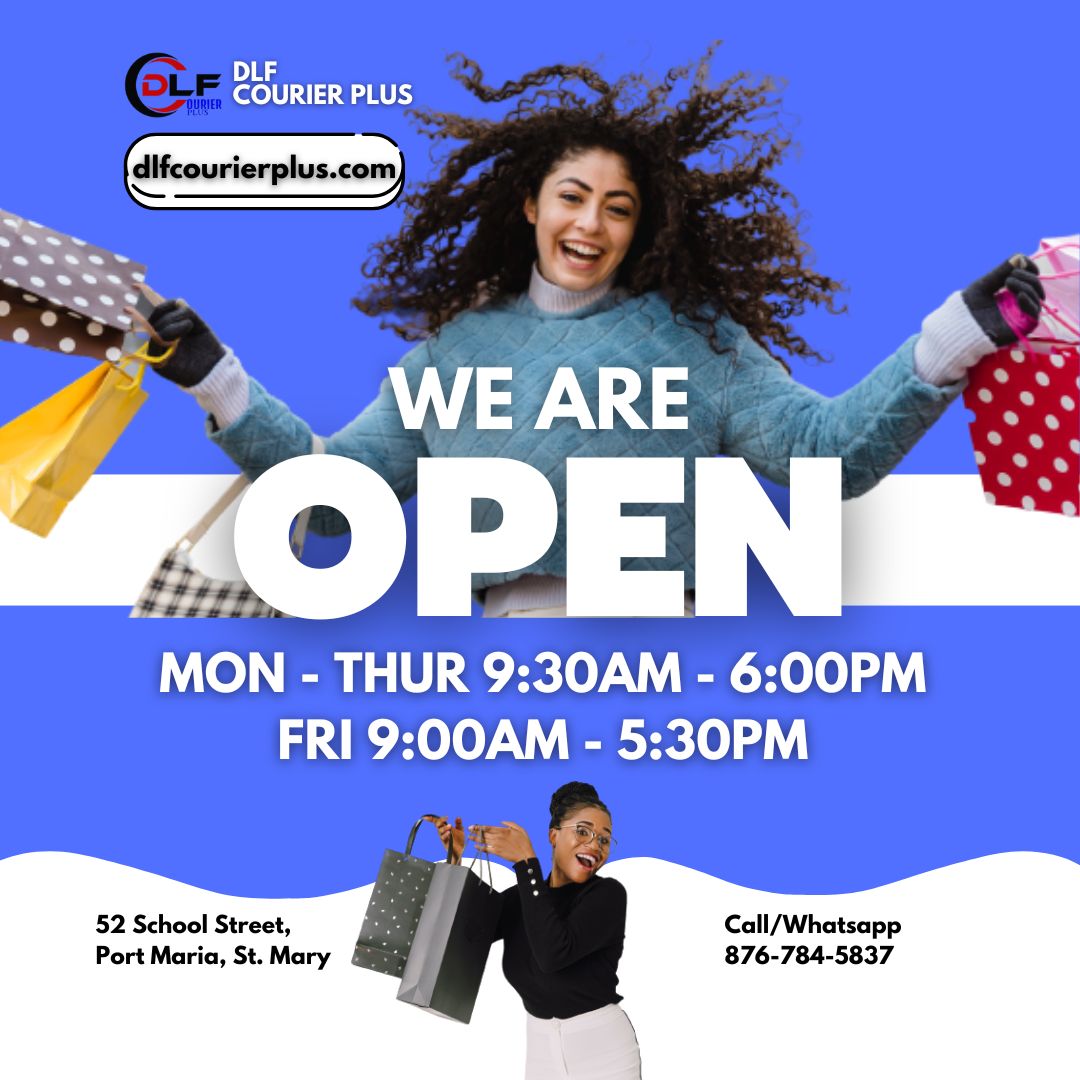 DLF
COURIER
PLUS
DLF
COURIER PLUS
dlfcourierplus.com
WE ARE
OPEN
MON - THUR 9:30AM - 6:00PM
FRI 9:00AM - 5:30PM
52 School Street,
Port Maria, St. Mary
Call/Whatsapp
876-784-5837